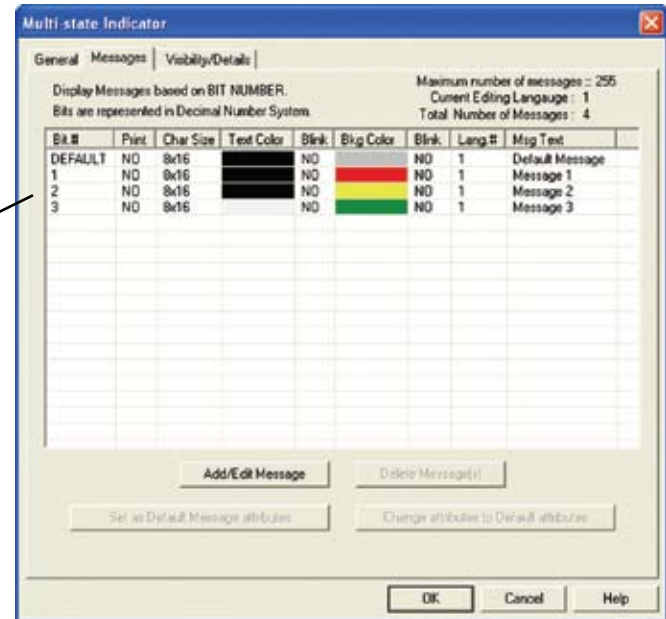 Multi-state Indicator
General Messages Visibility/Details
Display Messages based on BIT NUMBER.
Bits are represented in Decimal Number System.
Maximum number of messages :: 255
Current Editing Langauge : 1
Total Number of Messages : 4
Bit.# Print Char Size Text Color Blink Bkg Color Blink Lang.# Msg Text
DEFAULT NO 8x16 NO NO 1 Default Message
1 NO 8x16 NO NO 1 Message 1
2 NO 8x16 NO NO 1 Message 2
3 NO 8x16 NO NO 1 Message 3
Add/Edit Message Delete Message(s)
Set as Default Message attributes Change attributes to Default attributes
OK Cancel Help